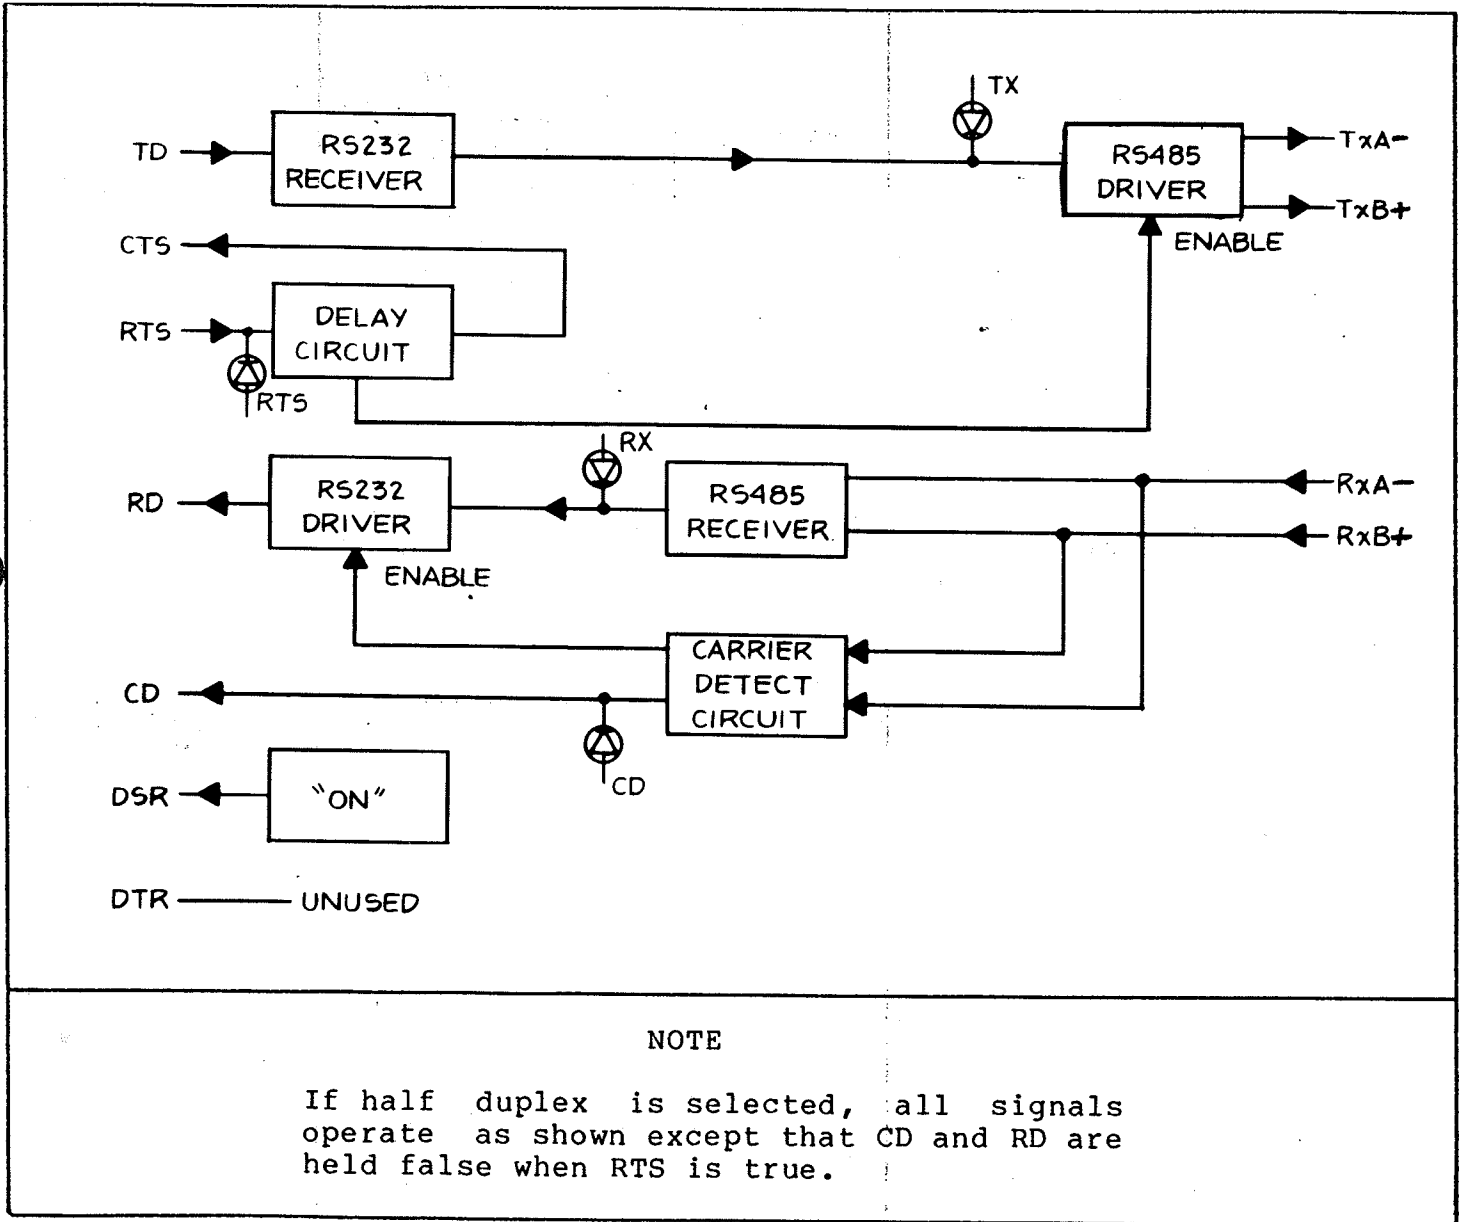 TX
TD
RS232
RECEIVER
RS485
DRIVER
TxA-
TxB+
CTS
ENABLE
RTS
DELAY
CIRCUIT
RTS
RX
RD
RS232
DRIVER
RS485
RECEIVER
RxA-
RxB+
ENABLE
CARRIER
DETECT
CIRCUIT
CD
CD
DSR
"ON"
DTR
UNUSED
NOTE
If half duplex is selected, all signals
operate as shown except that CD and RD are
held false when RTS is true.